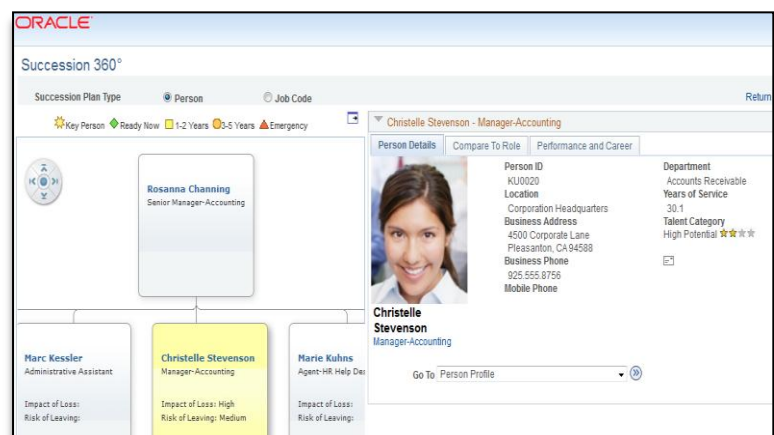 ORACLE
Succession 360°
Succession Plan Type
Person
Job Code
Return
Key Person Ready Now 1-2 Years 3-5 Years Emergency
Rosanna Channing
Senior Manager-Accounting
Marc Kessler
Administrative Assistant
Impact of Loss:
Risk of Leaving:
Christelle Stevenson
Manager-Accounting
Impact of Loss: High
Risk of Leaving: Medium
Marie Kuhns
Agent-HR Help Des
Impact of Loss:
Risk of Leaving:
Christelle Stevenson - Manager-Accounting
Person Details
Compare To Role
Performance and Career
Christelle
Stevenson
Manager-Accounting
Person ID
KU0020
Location
Corporation Headquarters
Business Address
4500 Corporate Lane
Pleasanton, CA 94588
Business Phone
925.555.8756
Mobile Phone
Department
Accounts Receivable
Years of Service
30.1
Talent Category
High Potential
Go To Person Profile